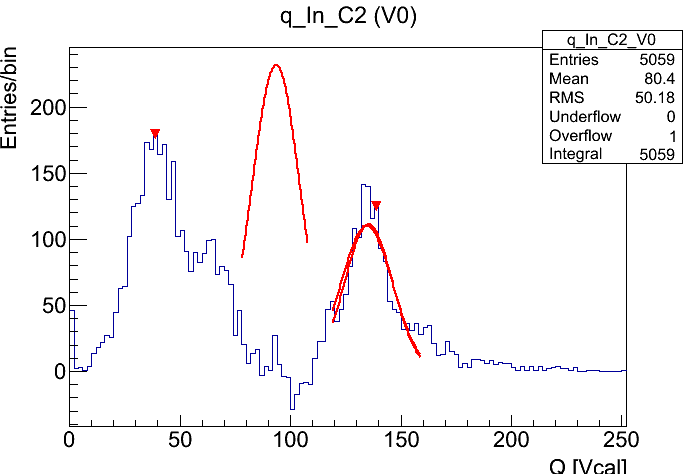 q_In_C2 (V0)
q_In_C2_V0
Entries 5059
Mean 80.4
RMS 50.18
Underflow 0
Overflow 1
Integral 5059
Entries/bin
200
150
100
50
0
0 50 100 150 200 250
Q [Vcal]